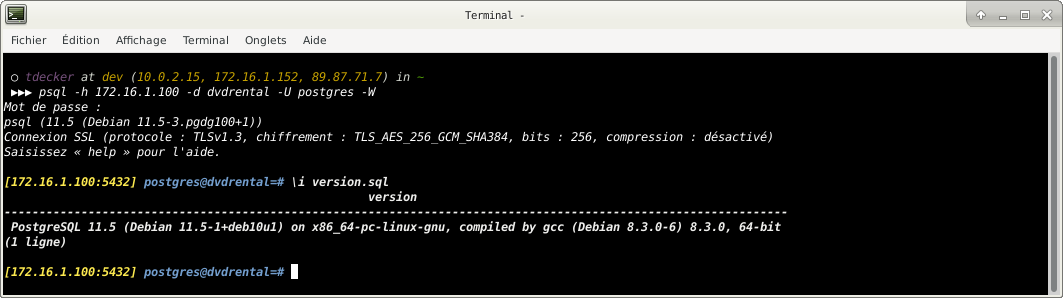 Terminal -
Fichier Édition Affichage Terminal Onglets Aide
○ tdecker at dev (10.0.2.15, 172.16.1.152, 89.87.71.7) in ~
▶▶▶ psql -h 172.16.1.100 -d dvdrental -U postgres -W
Mot de passe :
psql (11.5 (Debian 11.5-3.pgdg100+1))
Connexion SSL (protocole : TLSv1.3, chiffrement : TLS_AES_256_GCM_SHA384, bits : 256, compression : désactivé)
Saisissez « help » pour l'aide.
[172.16.1.100:5432] postgres@dvdrental=# \i version.sql
version
----------------------------------------------------------------------------------------------------------------
PostgreSQL 11.5 (Debian 11.5-1+deb10u1) on x86_64-pc-linux-gnu, compiled by gcc (Debian 8.3.0-6) 8.3.0, 64-bit
(1 ligne)
[172.16.1.100:5432] postgres@dvdrental=#